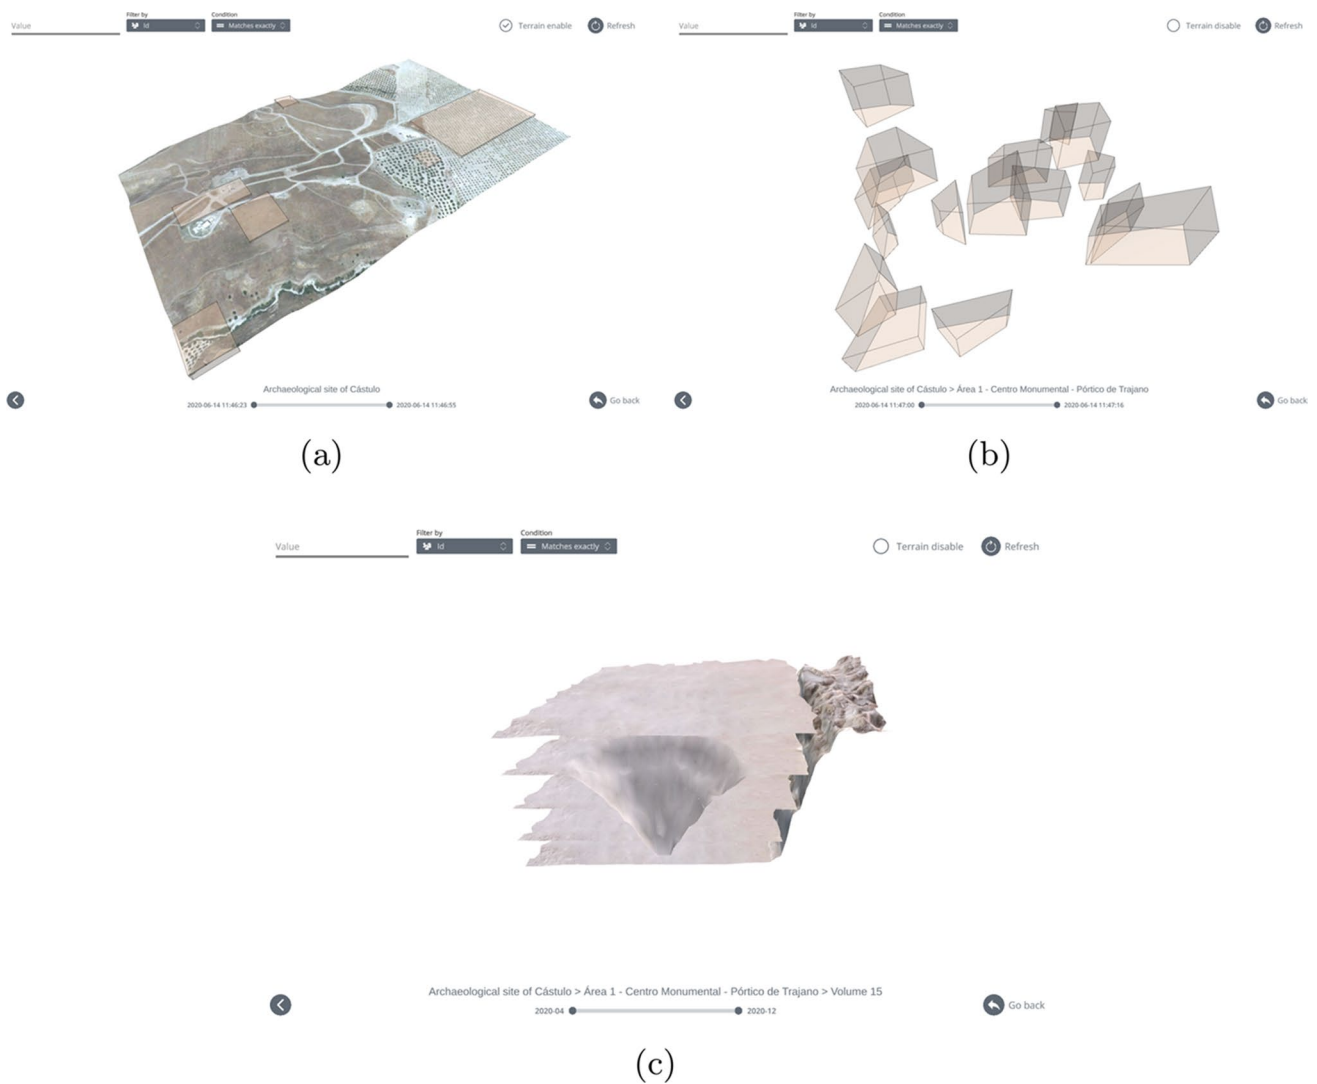 Filter by Condition
Value Id Matches exactly Terrain enable Refresh
Archaeological site of Cástulo
2020-06-14 11:46:23 2020-06-14 11:46:55 Go back
(a)
Filter by Condition
Value Id Matches exactly Terrain disable Refresh
Archaeological site of Cástulo > Área 1 - Centro Monumental - Pórtico de Trajano
2020-06-14 11:47:00 2020-06-14 11:47:16 Go back
(b)
Filter by Condition
Value Id Matches exactly Terrain disable Refresh
Archaeological site of Cástulo > Área 1 - Centro Monumental - Pórtico de Trajano > Volume 15
2020-04 2020-12 Go back
(c)